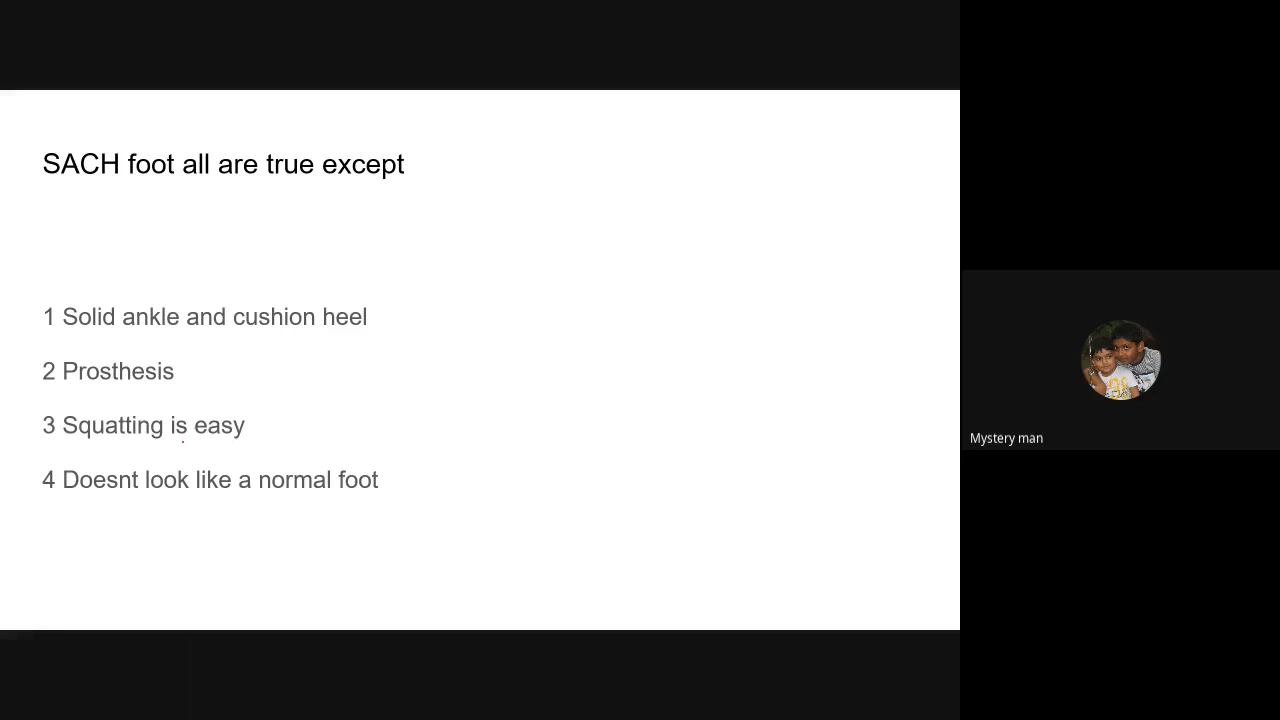 SACH foot all are true except
1 Solid ankle and cushion heel
2 Prosthesis
3 Squatting is easy
4 Doesnt look like a normal foot
Mystery man